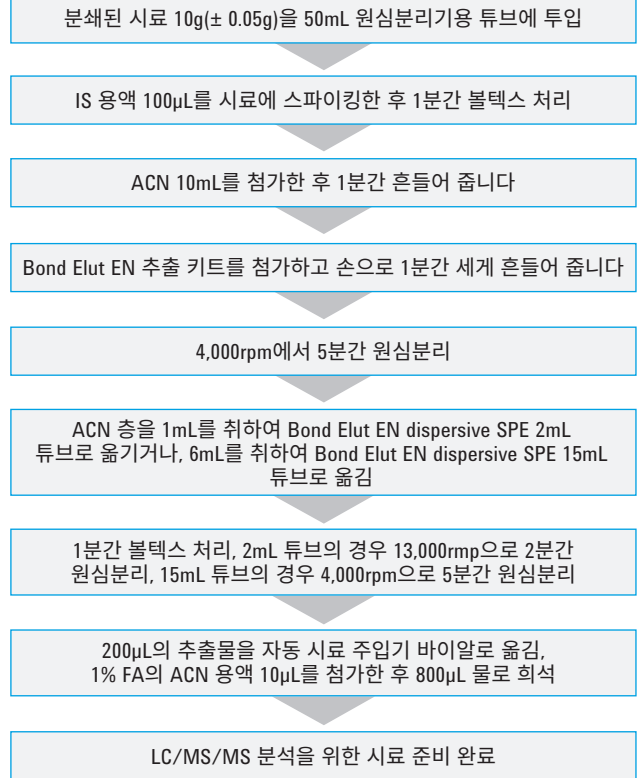 분쇄된 시료 10g(± 0.05g)을 50mL 원심분리기용 튜브에 투입
IS 용액 100µL를 시료에 스파이킹한 후 1분간 볼텍스 처리
ACN 10mL를 첨가한 후 1분간 흔들어 줍니다
Bond Elut EN 추출 키트를 첨가하고 손으로 1분간 세게 흔들어 줍니다
4,000rpm에서 5분간 원심분리
ACN 층을 1mL를 취하여 Bond Elut EN dispersive SPE 2mL
튜브로 옮기거나, 6mL를 취하여 Bond Elut EN dispersive SPE 15mL
튜브로 옮김
1분간 볼텍스 처리, 2mL 튜브의 경우 13,000rmp으로 2분간
원심분리, 15mL 튜브의 경우 4,000rpm으로 5분간 원심분리
200µL의 추출물을 자동 시료 주입기 바이알로 옮김,
1% FA의 ACN 용액 10µL를 첨가한 후 800µL 물로 희석
LC/MS/MS 분석을 위한 시료 준비 완료